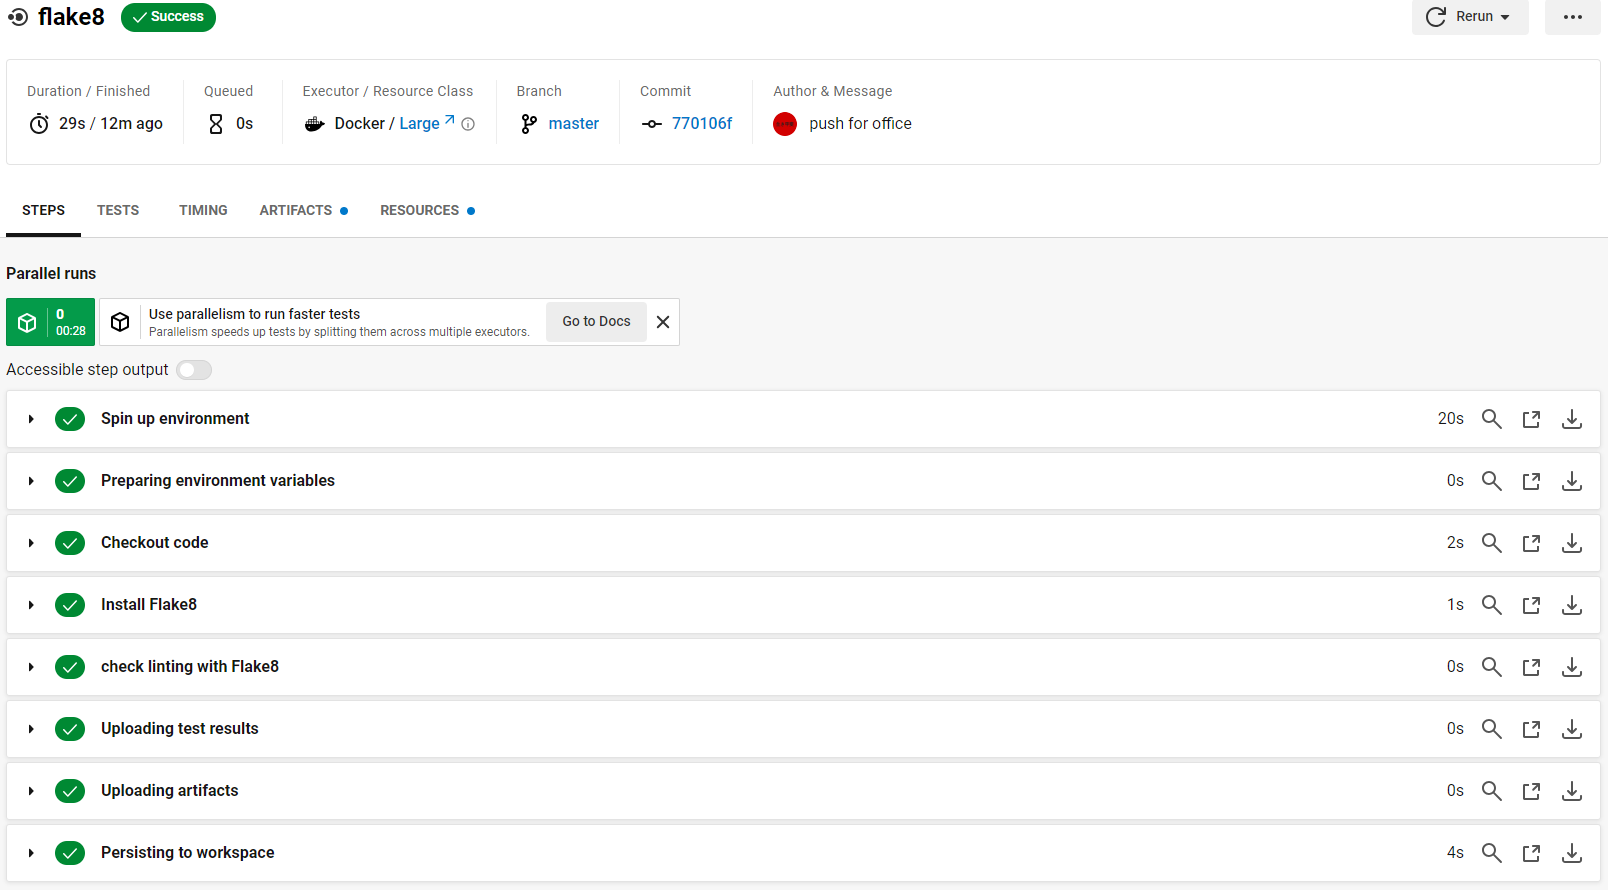 flake8 Success Rerun
Duration / Finished Queued Executor / Resource Class Branch Commit Author & Message
29s / 12m ago 0s Docker / Large master 770106f push for office
STEPS TESTS TIMING ARTIFACTS RESOURCES
Parallel runs
0
00:28
Use parallelism to run faster tests
Parallelism speeds up tests by splitting them across multiple executors.
Go to Docs
Accessible step output
Spin up environment 20s
Preparing environment variables 0s
Checkout code 2s
Install Flake8 1s
check linting with Flake8 0s
Uploading test results 0s
Uploading artifacts 0s
Persisting to workspace 4s